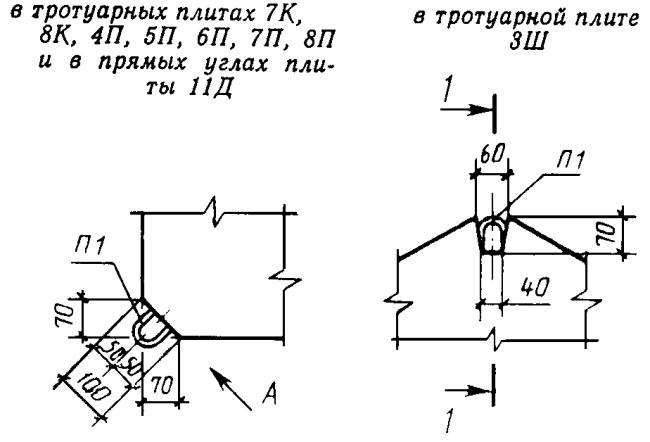 в тротуарных плитах 7К,
8К, 4П, 5П, 6П, 7П, 8П
и в прямых углах пли-
ты 11Д
П1
70
50
50
100
70
А
в тротуарной плите
3Ш
1
60
П1
70
40
1